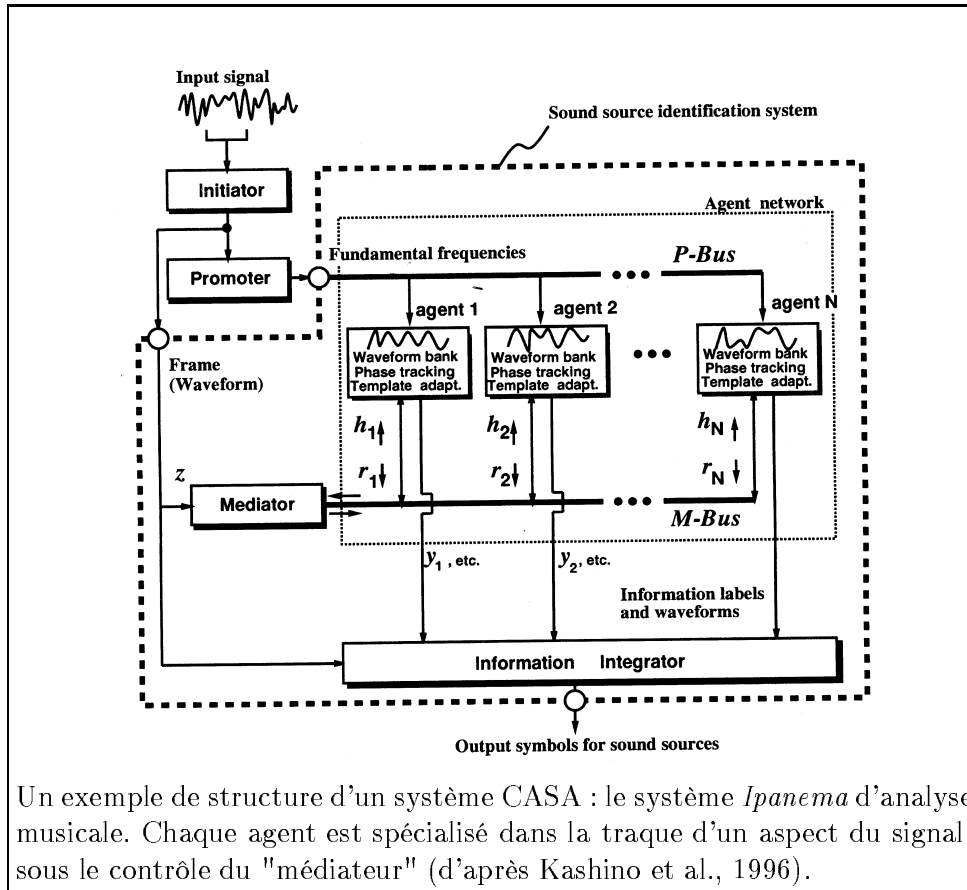 Input signal
Sound source identification system
Initiator
Agent network
Fundamental frequencies
P-Bus
Promoter
agent 1
agent 2
agent N
Frame
(Waveform)
Waveform bank
Phase tracking
Template adapt.
Waveform bank
Phase tracking
Template adapt.
Waveform bank
Phase tracking
Template adapt.
h1
h2
hN
z
r1
r2
rN
Mediator
M-Bus
y1 , etc.
y2, etc.
Information labels
and waveforms
Information Integrator
Output symbols for sound sources
Un exemple de structure d'un système CASA : le système Ipanema d'analyse
musicale. Chaque agent est spécialisé dans la traque d'un aspect du signal
sous le contrôle du "médiateur" (d'après Kashino et al., 1996).